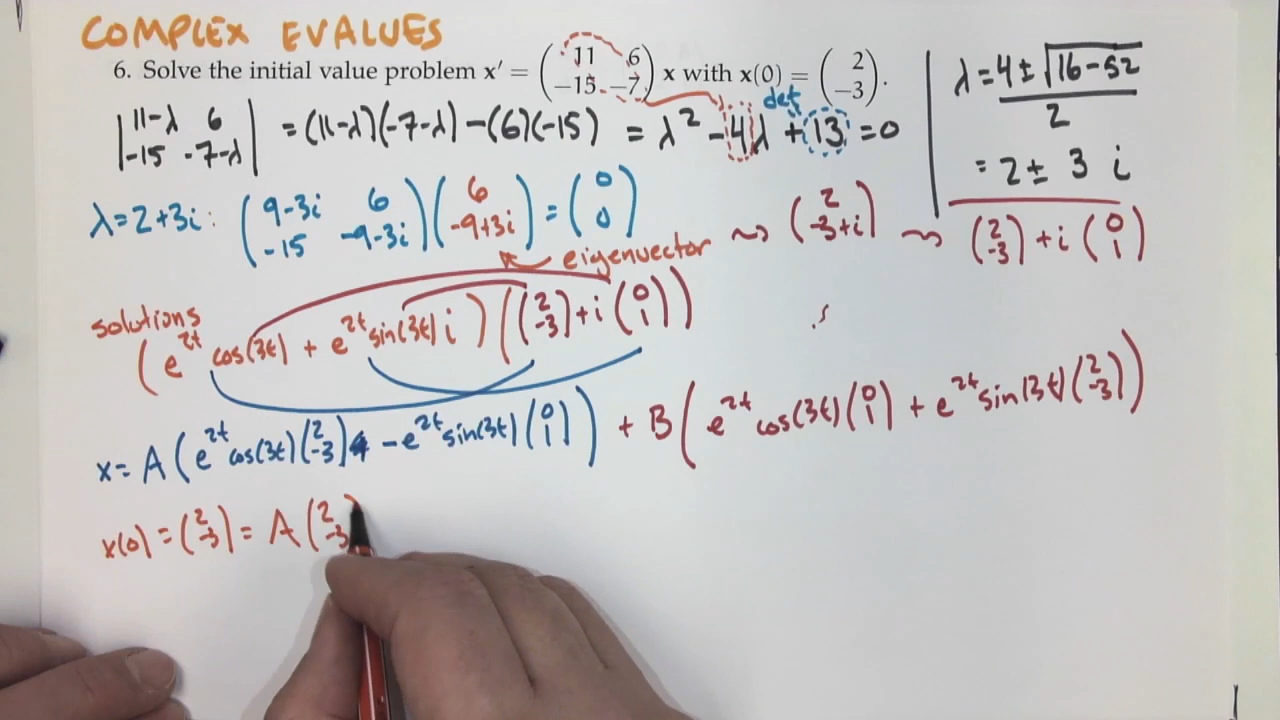 COMPLEX EVALUES
6. Solve the initial value problem x′ = ( 11 6 ; −15 −7 ) x with x(0) = ( 2 ; −3 ).
| 11-λ 6 ; -15 -7-λ | = (11-λ)(-7-λ) - (6)(-15) = λ² - 4λ + 13 = 0
det
λ = 4 ± √16-52 / 2
= 2 ± 3 i
λ = 2+3i : ( 9-3i 6 ; -15 -9-3i ) ( 6 ; -9+3i ) = ( 0 ; 0 )
eigenvector
⇝ ( 2 ; -3+i ) ⇝ ( 2 ; -3 ) + i ( 0 ; 1 )
solutions
( e^2t cos(3t) + e^2t sin(3t) i ) ( ( 2 ; -3 ) + i ( 0 ; 1 ) )
x = A ( e^2t cos(3t) ( 2 ; -3 ) - e^2t sin(3t) ( 0 ; 1 ) ) + B ( e^2t cos(3t) ( 0 ; 1 ) + e^2t sin(3t) ( 2 ; -3 ) )
x(0) = ( 2 ; -3 ) = A ( 2 ; -3 )